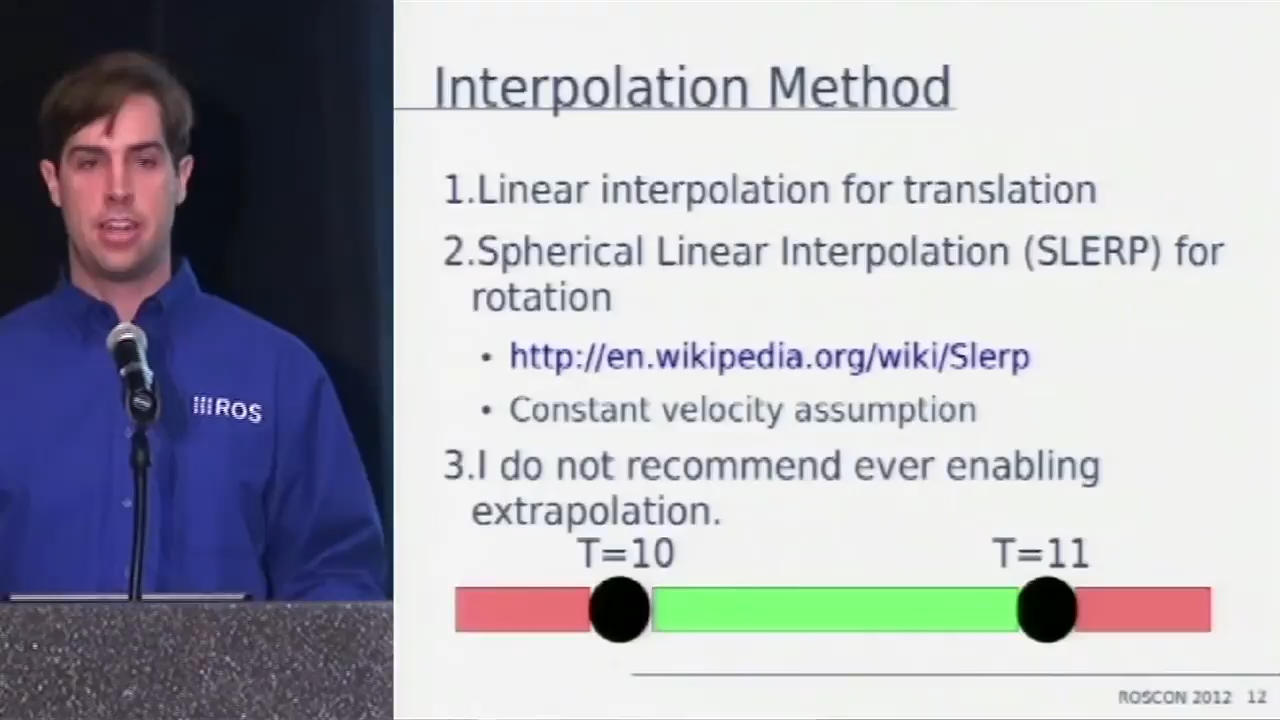 Interpolation Method
1.Linear interpolation for translation
2.Spherical Linear Interpolation (SLERP) for
rotation
• http://en.wikipedia.org/wiki/Slerp
• Constant velocity assumption
3.I do not recommend ever enabling
extrapolation.
T=10 T=11
ROSCON 2012 12
ROS